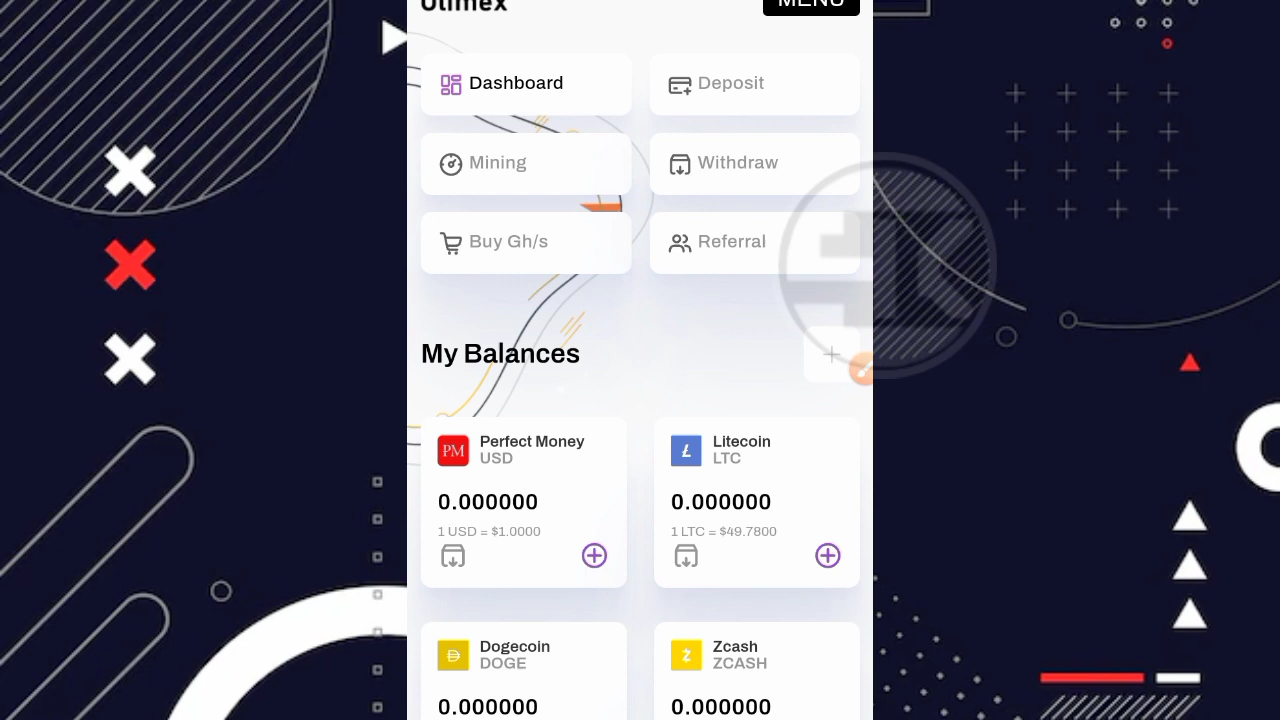 MENU
Dashboard
Deposit
Mining
Withdraw
Buy Gh/s
Referral
My Balances
Perfect Money
USD
Litecoin
LTC
PM
0.000000
0.000000
1 USD = $1.0000
1 LTC = $49.7800
Dogecoin
DOGE
Zcash
ZCASH
0.000000
0.000000